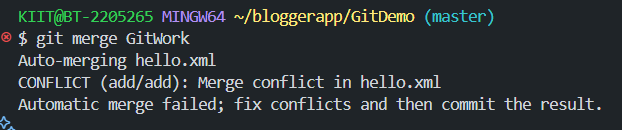 KIIT@BT-2205265 MINGW64 ~/bloggerapp/GitDemo (master)
$ git merge GitWork
Auto-merging hello.xml
CONFLICT (add/add): Merge conflict in hello.xml
Automatic merge failed; fix conflicts and then commit the result.